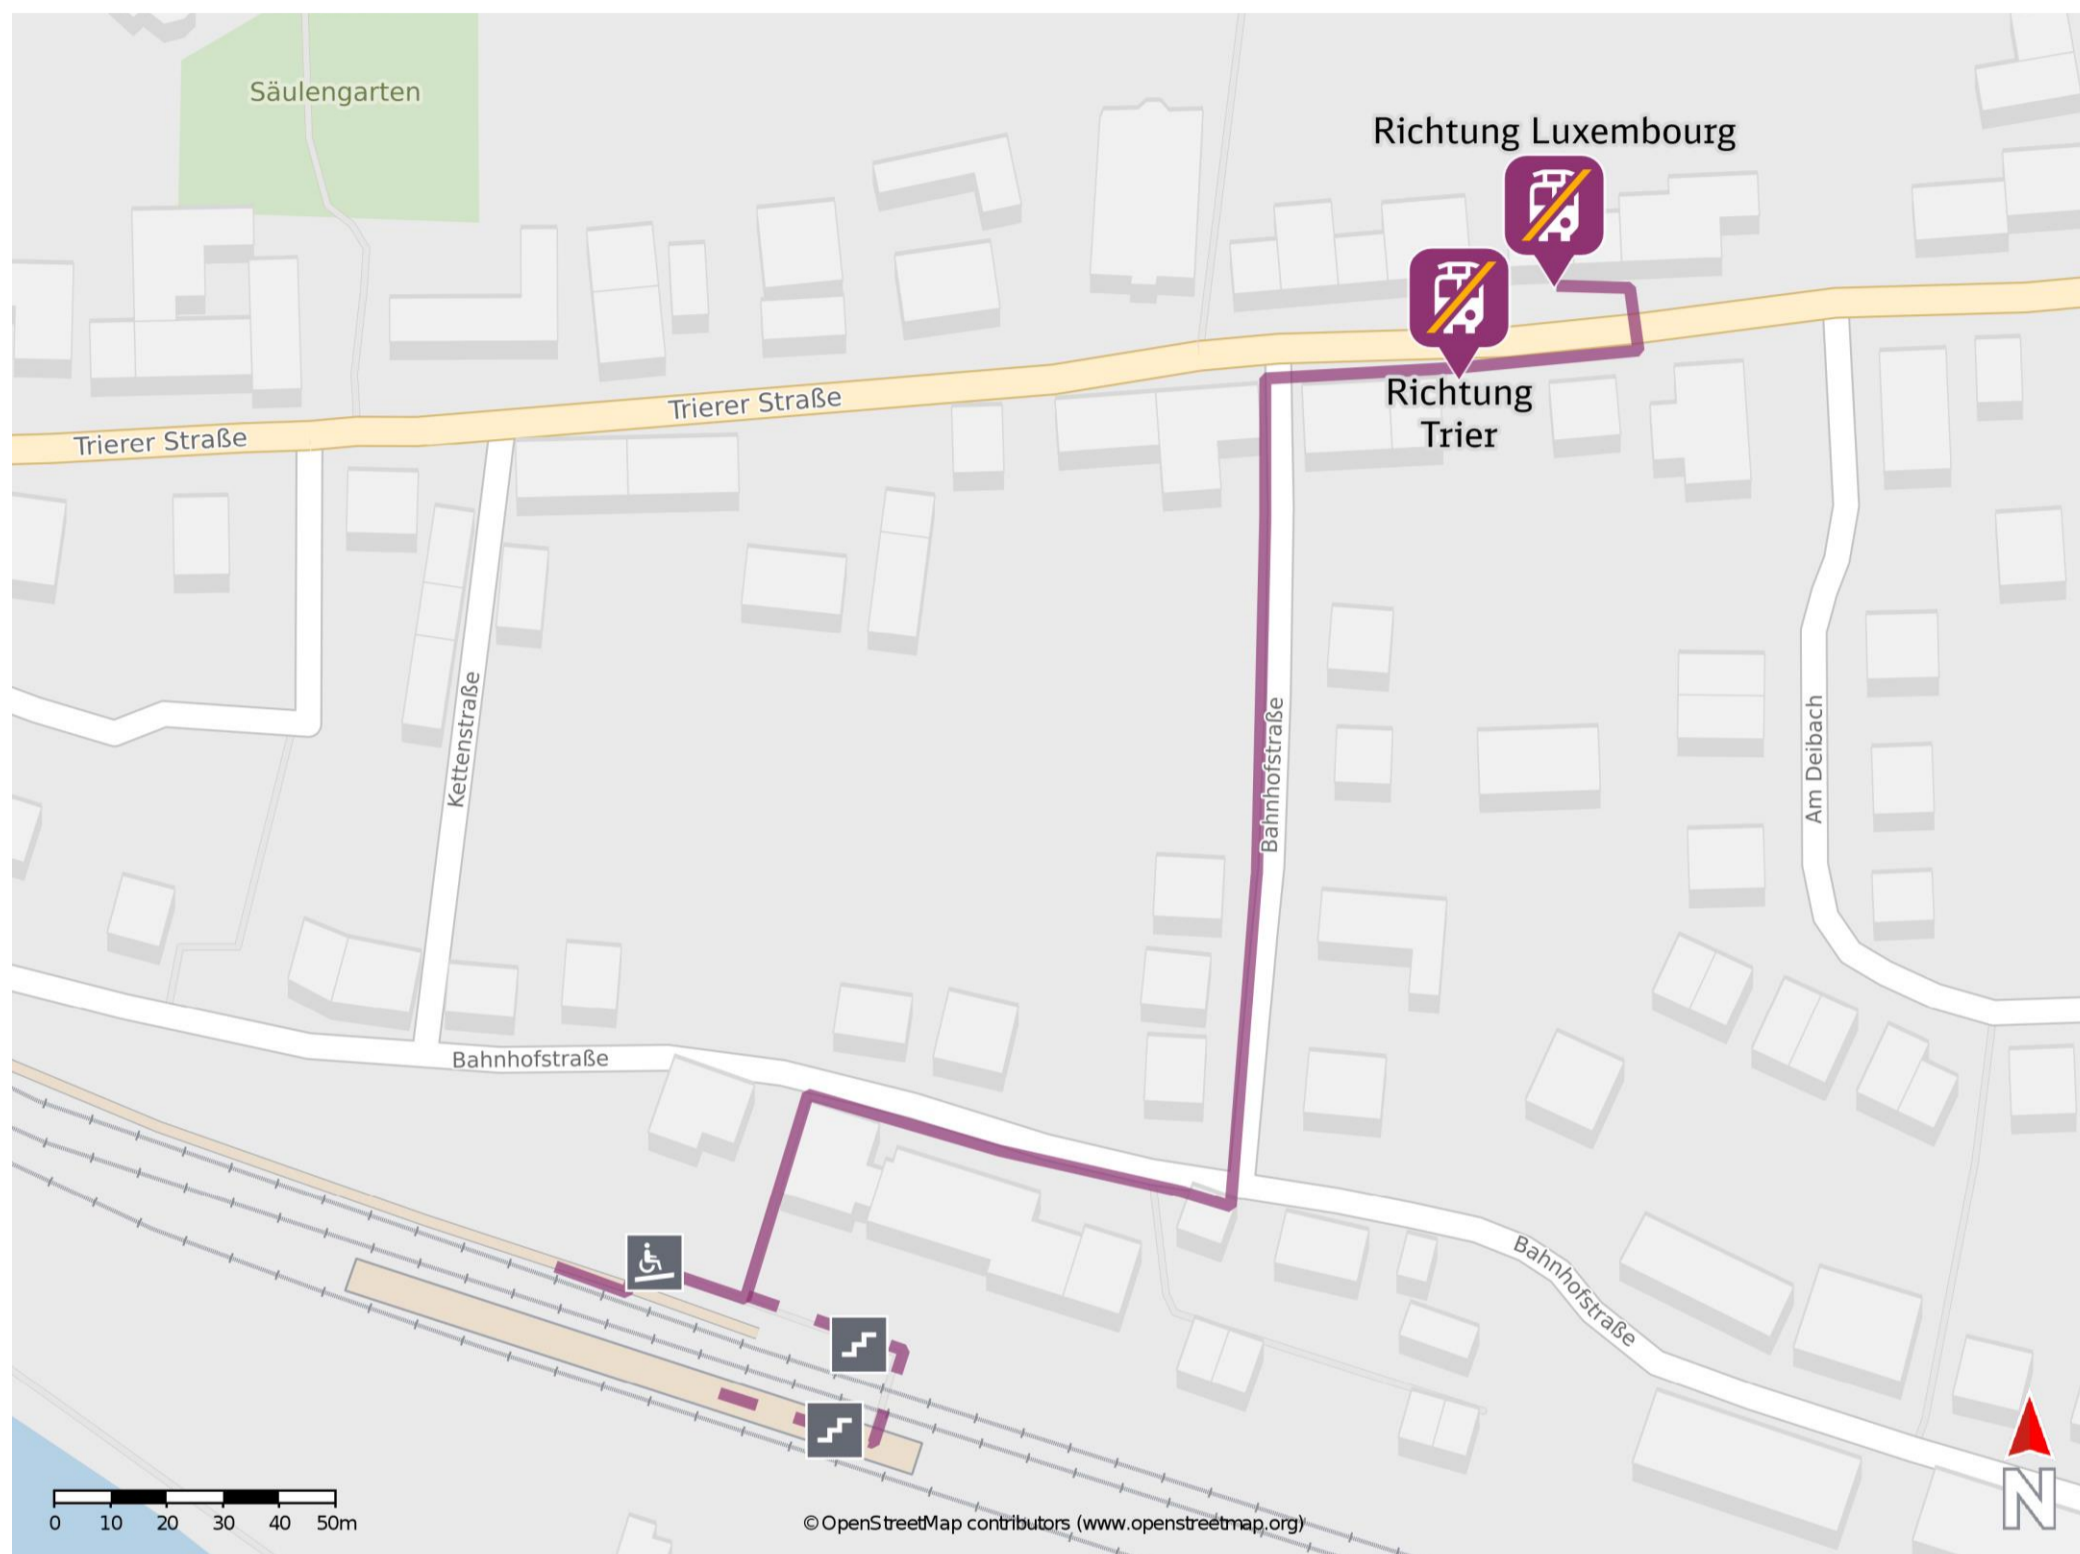 Säulengarten
Richtung Luxembourg
Richtung
Trier
Trierer Straße
Trierer Straße
Kettenstraße
Bahnhofstraße
Am Deibach
Bahnhofstraße
Bahnhofstraße
0 10 20 30 40 50m
© OpenStreetMap contributors (www.openstreetmap.org)
N